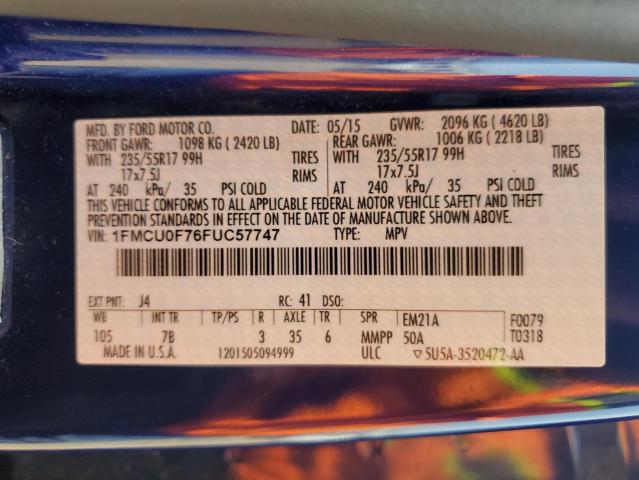 MFD. BY FORD MOTOR CO. DATE: 05/15 GVWR: 2096 KG ( 4620 LB)
FRONT GAWR: 1098 KG ( 2420 LB) REAR GAWR: 1006 KG ( 2218 LB)
WITH 235/55R17 99H TIRES WITH 235/55R17 99H TIRES
17x7.5J RIMS 17x7.5J RIMS
AT 240 kPa/ 35 PSI COLD AT 240 kPa/ 35 PSI COLD
THIS VEHICLE CONFORMS TO ALL APPLICABLE FEDERAL MOTOR VEHICLE SAFETY AND THEFT
PREVENTION STANDARDS IN EFFECT ON THE DATE OF MANUFACTURE SHOWN ABOVE.
VIN: 1FMCU0F76FUC57747 TYPE: MPV
EXT PNT: J4 RC: 41 DSO:
WB INT TR TP/PS R AXLE TR SPR EM21A F0079
105 7B 3 35 6 MMPP 50A T0318
MADE IN U.S.A. 1201505094999 ULC ▽5U5A-3520472-AA